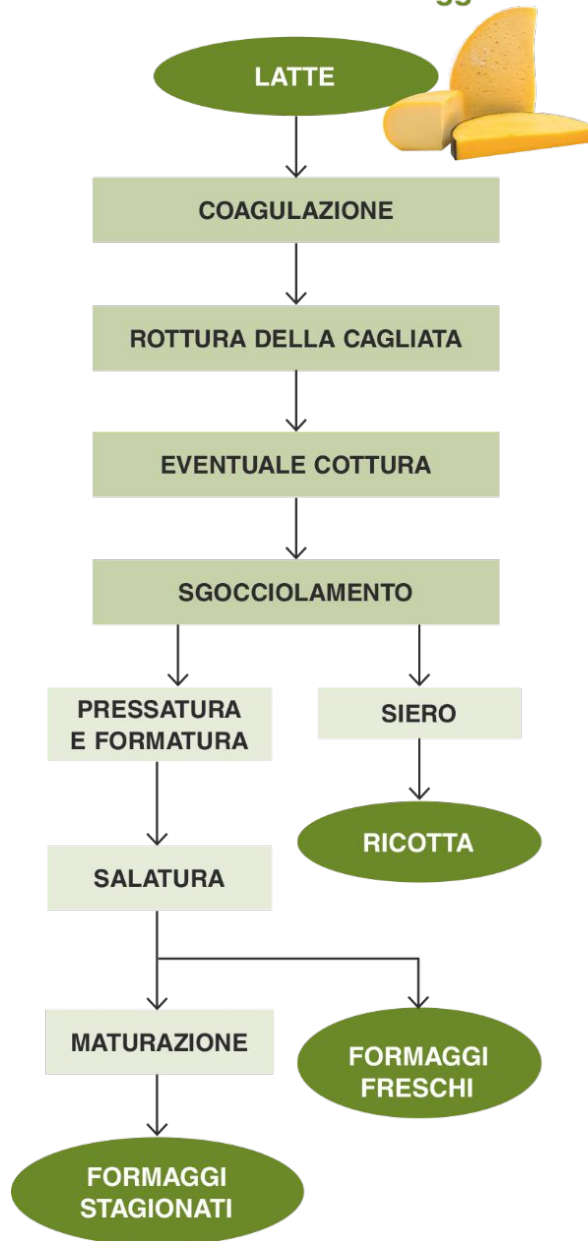 LATTE
COAGULAZIONE
ROTTURA DELLA CAGLIATA
EVENTUALE COTTURA
SGOCCIOLAMENTO
PRESSATURA
E FORMATURA
SIERO
RICOTTA
SALATURA
MATURAZIONE
FORMAGGI
FRESCHI
FORMAGGI
STAGIONATI